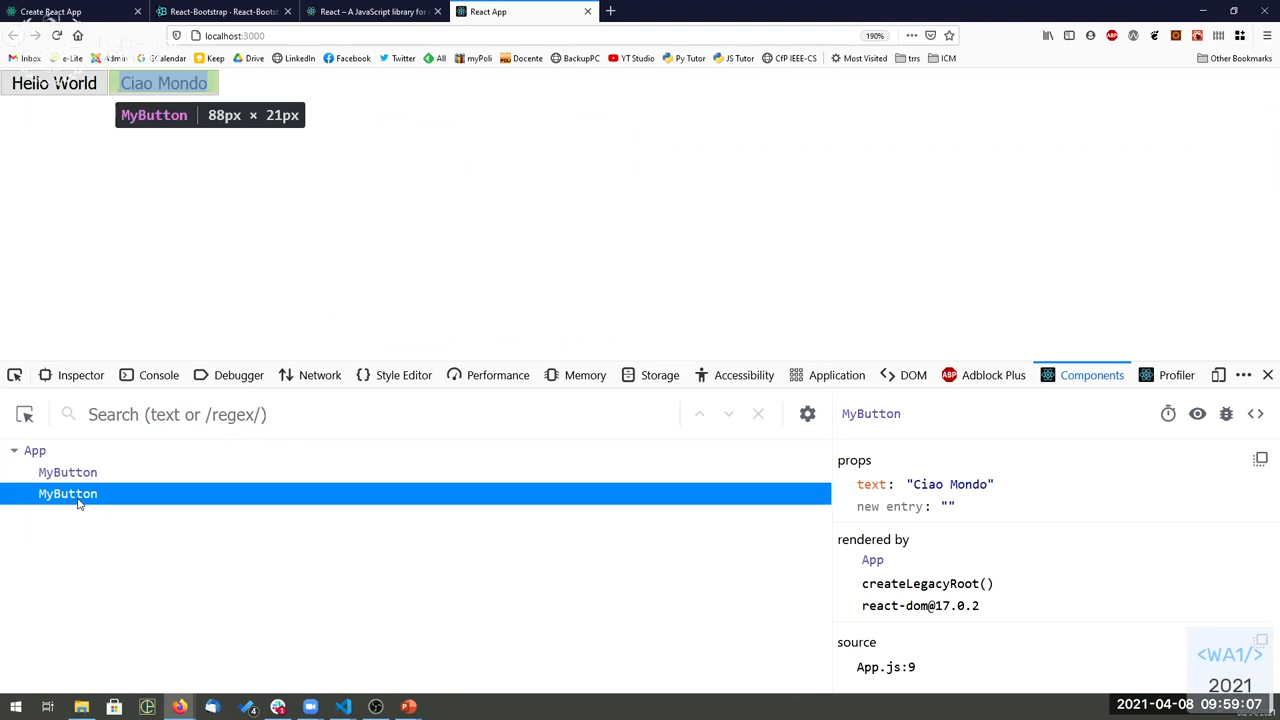 Create React App
React-Bootstrap · React-Boots
React – A JavaScript library for
React App
localhost:3000
190%
Inbox
e-Lite
Admin
GCalendar
Keep
Drive
LinkedIn
Facebook
Twitter
All
myPoli
Docente
BackupPC
YT Studio
Py Tutor
JS Tutor
CfP IEEE-CS
Most Visited
trrs
ICM
Other Bookmarks
Hello World
Ciao Mondo
MyButton 88px × 21px
Inspector
Console
Debugger
Network
Style Editor
Performance
Memory
Storage
Accessibility
Application
DOM
ABP Adblock Plus
Components
Profiler
Search (text or /regex/)
App
MyButton
MyButton
MyButton
props
text: "Ciao Mondo"
new entry: ""
rendered by
App
createLegacyRoot()
react-dom@17.0.2
source
App.js:9
<WA1/>
2021
2021-04-08 09:59:07